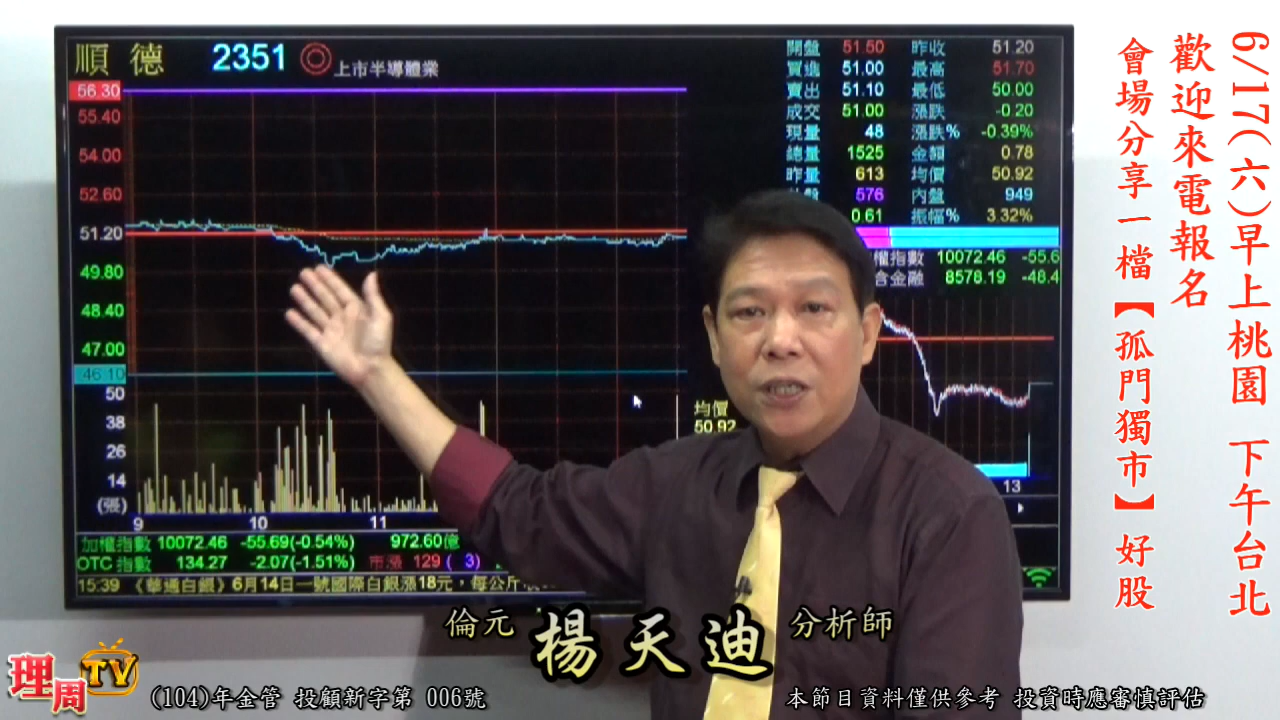 順德 2351 上市半導體業
56.30
55.40
54.00
52.60
51.20
49.80
48.40
47.00
46.10
50
38
26
14
(張)
9 10 11
開盤 51.50 昨收 51.20
買進 51.00 最高 51.70
賣出 51.10 最低 50.00
成交 51.00 漲跌 -0.20
現量 48 漲跌% -0.39%
總量 1525 金額 0.78
昨量 613 均價 50.92
576 內盤 949
0.61 振幅% 3.32%
權指數 10072.46 -55.6
含金融 8578.19 -48.4
均價
50.92
13
加權指數 10072.46 -55.69(-0.54%) 972.60億
OTC指數 134.27 -2.07(-1.51%) 市漲 129( 3)
15:39 《華通白銀》6月14日一號國際白銀漲18元，每公斤
6/17(六)早上桃園 下午台北
歡迎來電報名
會場分享一檔【孤門獨市】好股
倫元 楊天迪 分析師
理周TV
(104)年金管 投顧新字第 006號
本節目資料僅供參考 投資時應審慎評估